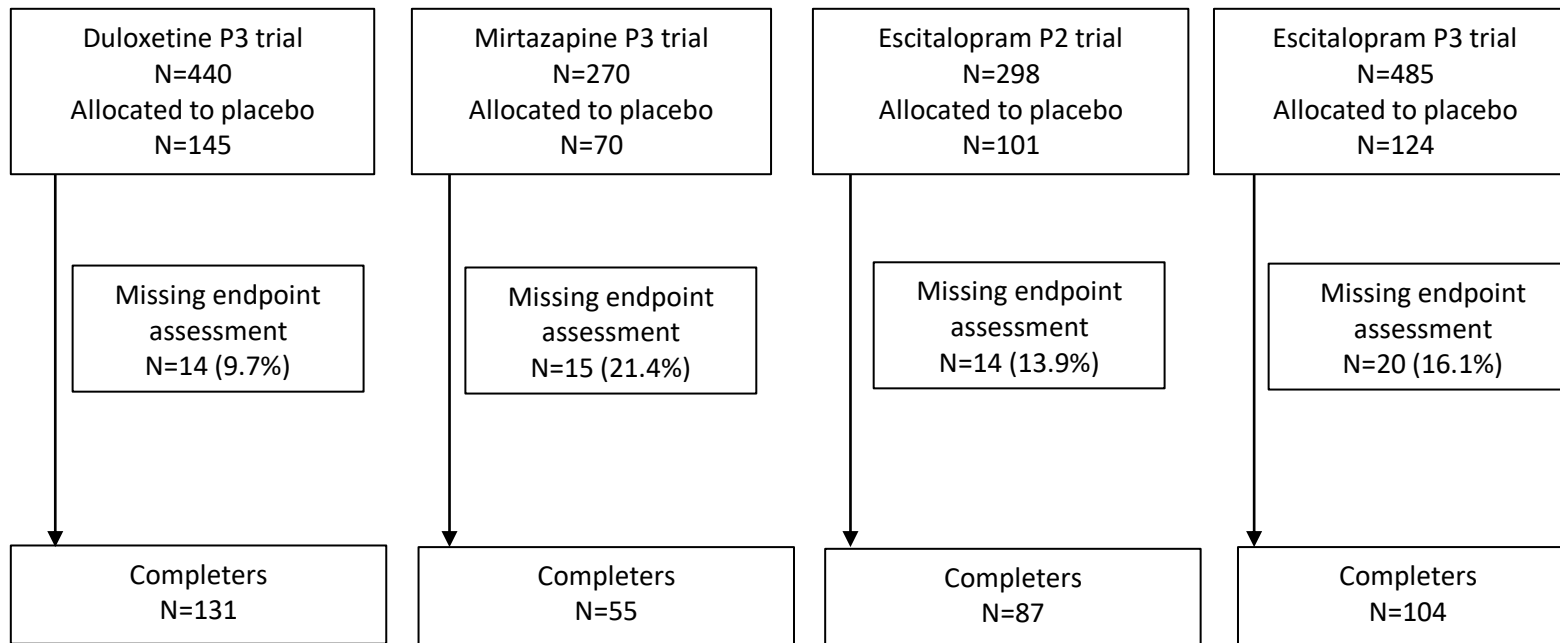 Duloxetine P3 trial
N=440
Allocated to placebo
N=145
Mirtazapine P3 trial
N=270
Allocated to placebo
N=70
Escitalopram P2 trial
N=298
Allocated to placebo
N=101
Escitalopram P3 trial
N=485
Allocated to placebo
N=124
Missing endpoint
assessment
N=14 (9.7%)
Missing endpoint
assessment
N=15 (21.4%)
Missing endpoint
assessment
N=14 (13.9%)
Missing endpoint
assessment
N=20 (16.1%)
Completers
N=131
Completers
N=55
Completers
N=87
Completers
N=104